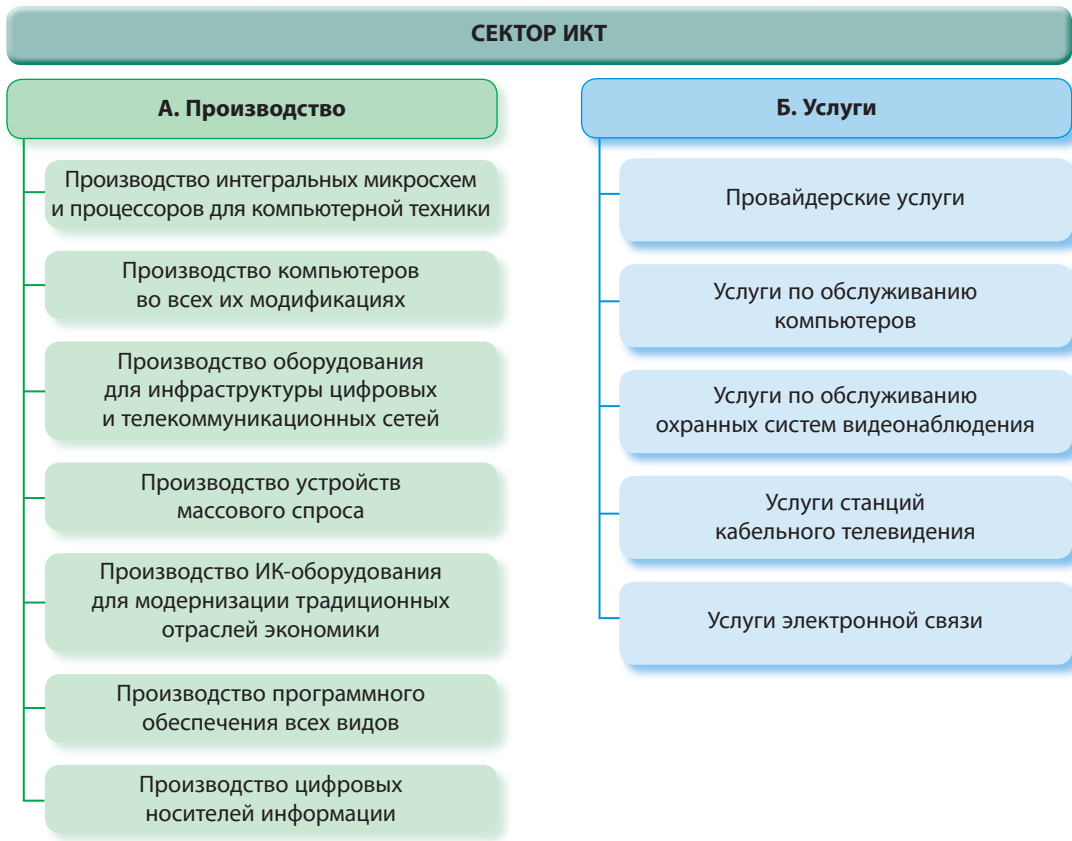 СЕКТОР ИКТ
А. Производство
Производство интегральных микросхем
и процессоров для компьютерной техники
Производство компьютеров
во всех их модификациях
Производство оборудования
для инфраструктуры цифровых
и телекоммуникационных сетей
Производство устройств
массового спроса
Производство ИК-оборудования
для модернизации традиционных
отраслей экономики
Производство программного
обеспечения всех видов
Производство цифровых
носителей информации
Б. Услуги
Провайдерские услуги
Услуги по обслуживанию
компьютеров
Услуги по обслуживанию
охранных систем видеонаблюдения
Услуги станций
кабельного телевидения
Услуги электронной связи